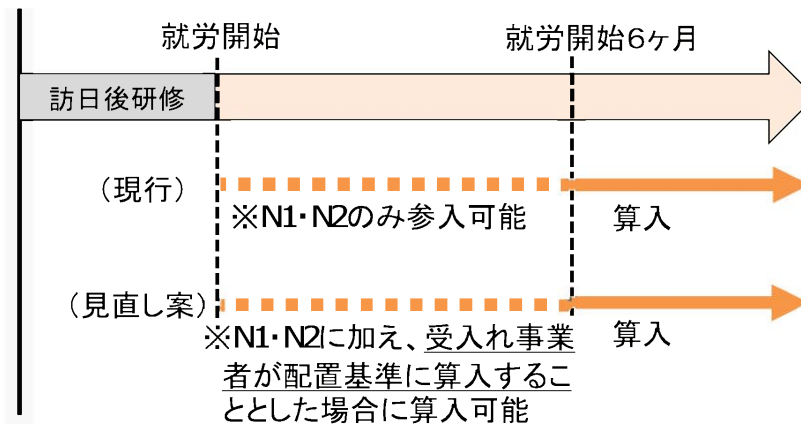 就労開始
就労開始6ヶ月
訪日後研修
（現行）
※N1・N2のみ参入可能
算入
（見直し案）
※N1・N2に加え、受入れ事業
者が配置基準に算入するこ
ととした場合に算入可能
算入